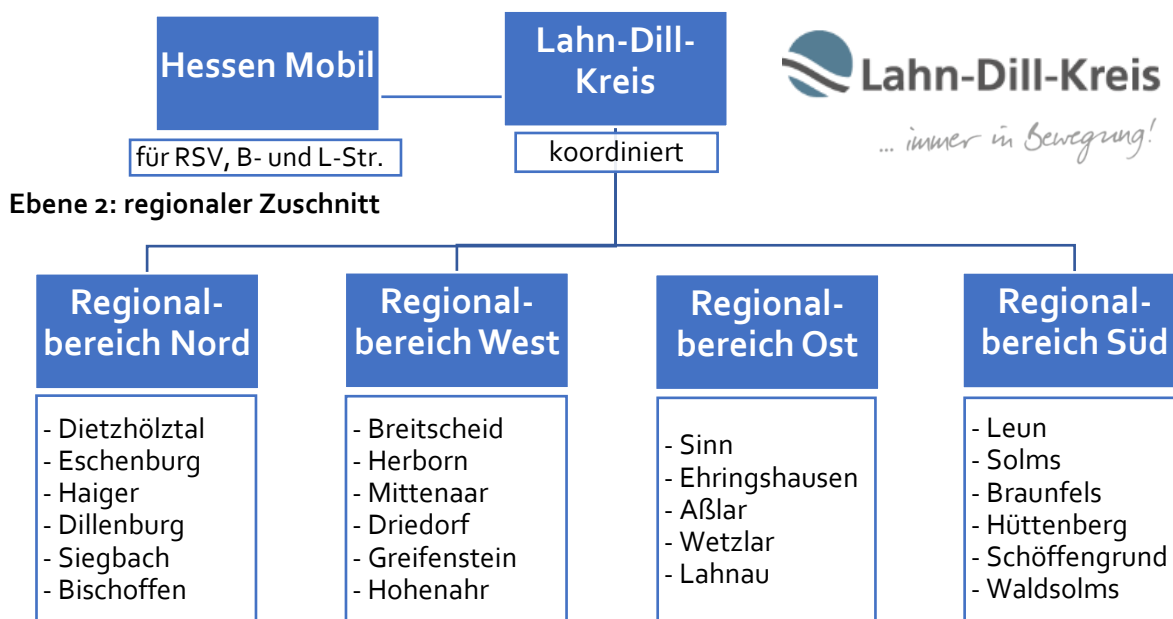 Hessen Mobil
für RSV, B- und L-Str.
Lahn-Dill-
Kreis
koordiniert
Lahn-Dill-Kreis
... immer in Bewegung!
Ebene 2: regionaler Zuschnitt
Regional-
bereich Nord
- Dietzhölztal
- Eschenburg
- Haiger
- Dillenburg
- Siegbach
- Bischoffen
Regional-
bereich West
- Breitscheid
- Herborn
- Mittenaar
- Driedorf
- Greifenstein
- Hohenahr
Regional-
bereich Ost
- Sinn
- Ehringshausen
- Aßlar
- Wetzlar
- Lahnau
Regional-
bereich Süd
- Leun
- Solms
- Braunfels
- Hüttenberg
- Schöffengrund
- Waldsolms